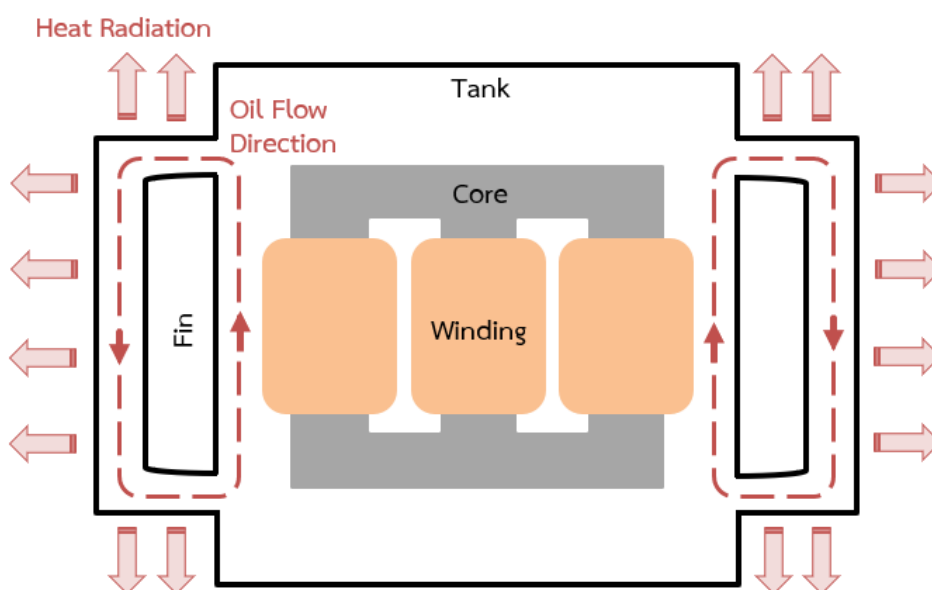 Heat Radiation
Tank
Oil Flow
Direction
Core
Fin
Winding